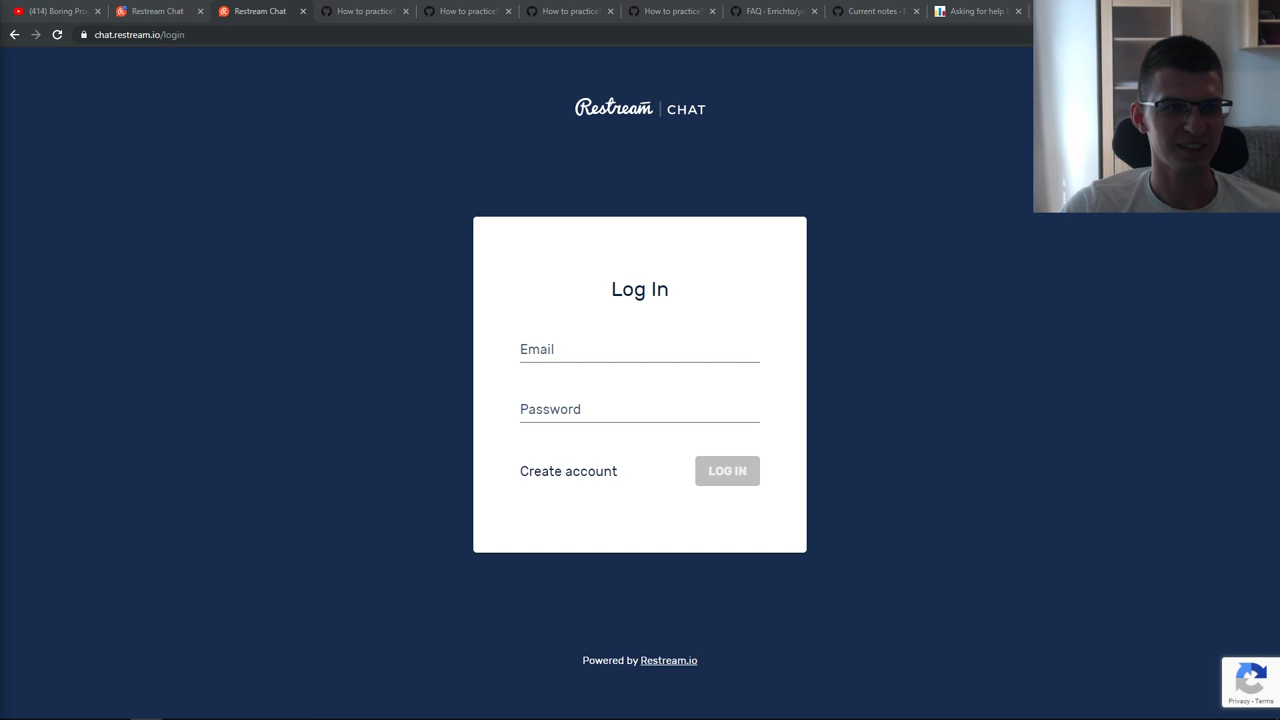 (414) Boring Pro
Restream Chat
Restream Chat
How to practice
How to practice
How to practice
How to practice
FAQ - Errichto/yo
Current notes -
Asking for help
chat.restream.io/login
Restream | CHAT
Log In
Email
Password
Create account
LOG IN
Powered by Restream.io
Privacy - Terms